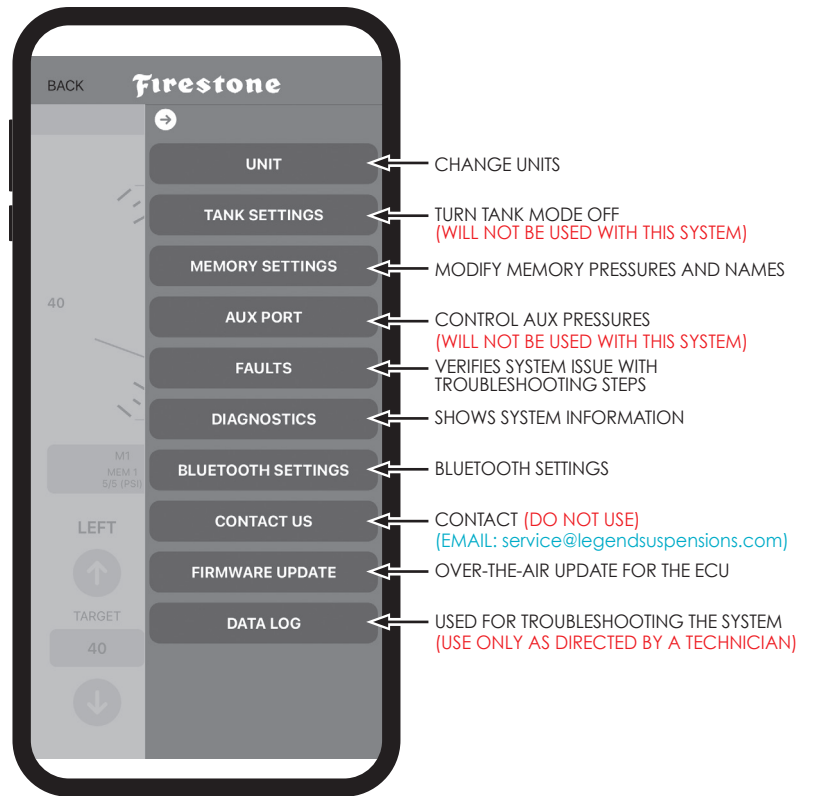 BACK
Firestone
UNIT
CHANGE UNITS
TANK SETTINGS
TURN TANK MODE OFF
(WILL NOT BE USED WITH THIS SYSTEM)
MEMORY SETTINGS
MODIFY MEMORY PRESSURES AND NAMES
40
AUX PORT
CONTROL AUX PRESSURES
(WILL NOT BE USED WITH THIS SYSTEM)
FAULTS
VERIFIES SYSTEM ISSUE WITH
TROUBLESHOOTING STEPS
DIAGNOSTICS
SHOWS SYSTEM INFORMATION
M1
MEM 1
5/5 (PSI)
BLUETOOTH SETTINGS
BLUETOOTH SETTINGS
LEFT
CONTACT US
CONTACT (DO NOT USE)
(EMAIL: service@legendsuspensions.com)
FIRMWARE UPDATE
OVER-THE-AIR UPDATE FOR THE ECU
TARGET
40
DATA LOG
USED FOR TROUBLESHOOTING THE SYSTEM
(USE ONLY AS DIRECTED BY A TECHNICIAN)